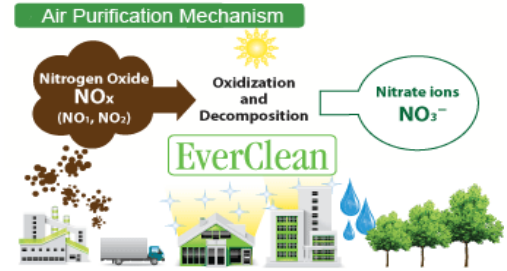 Air Purification Mechanism
Nitrogen Oxide
NOx
(NO₁, NO₂)
Oxidization
and
Decomposition
Nitrate ions
NO₃⁻
EverClean